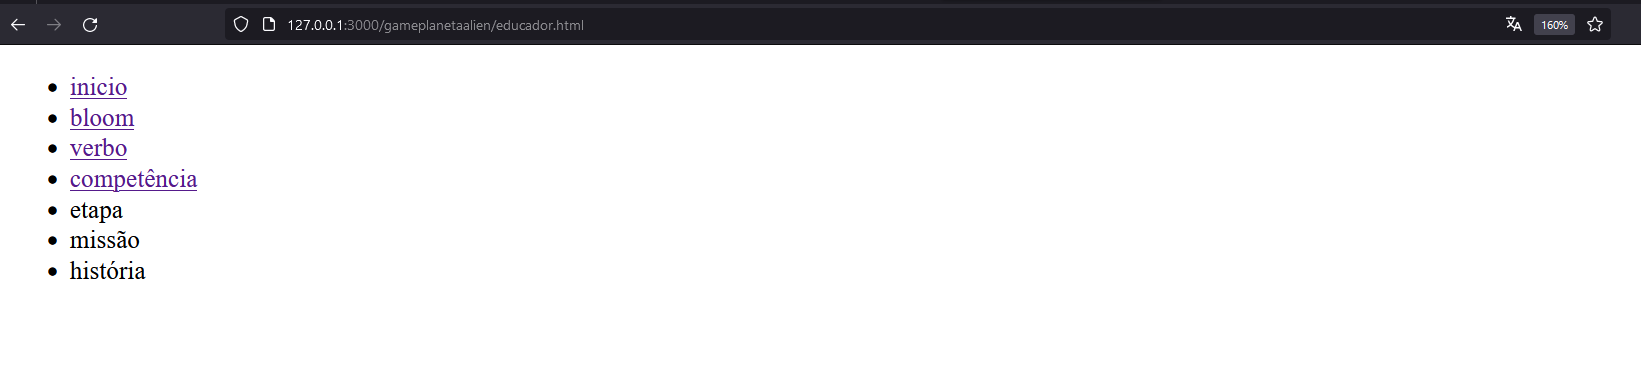 127.0.0.1:3000/gameplanetaalien/educador.html
160%
inicio
bloom
verbo
competência
etapa
missão
história